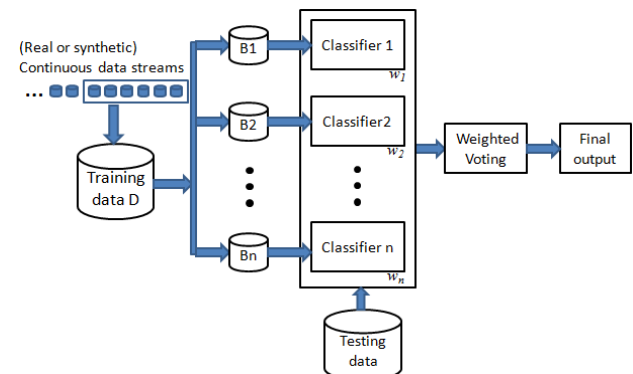 (Real or synthetic)
Continuous data streams
...
Training
data D
B1
B2
Bn
Classifier 1
w1
Classifier2
w2
Classifier n
wn
Weighted
Voting
Final
output
Testing
data